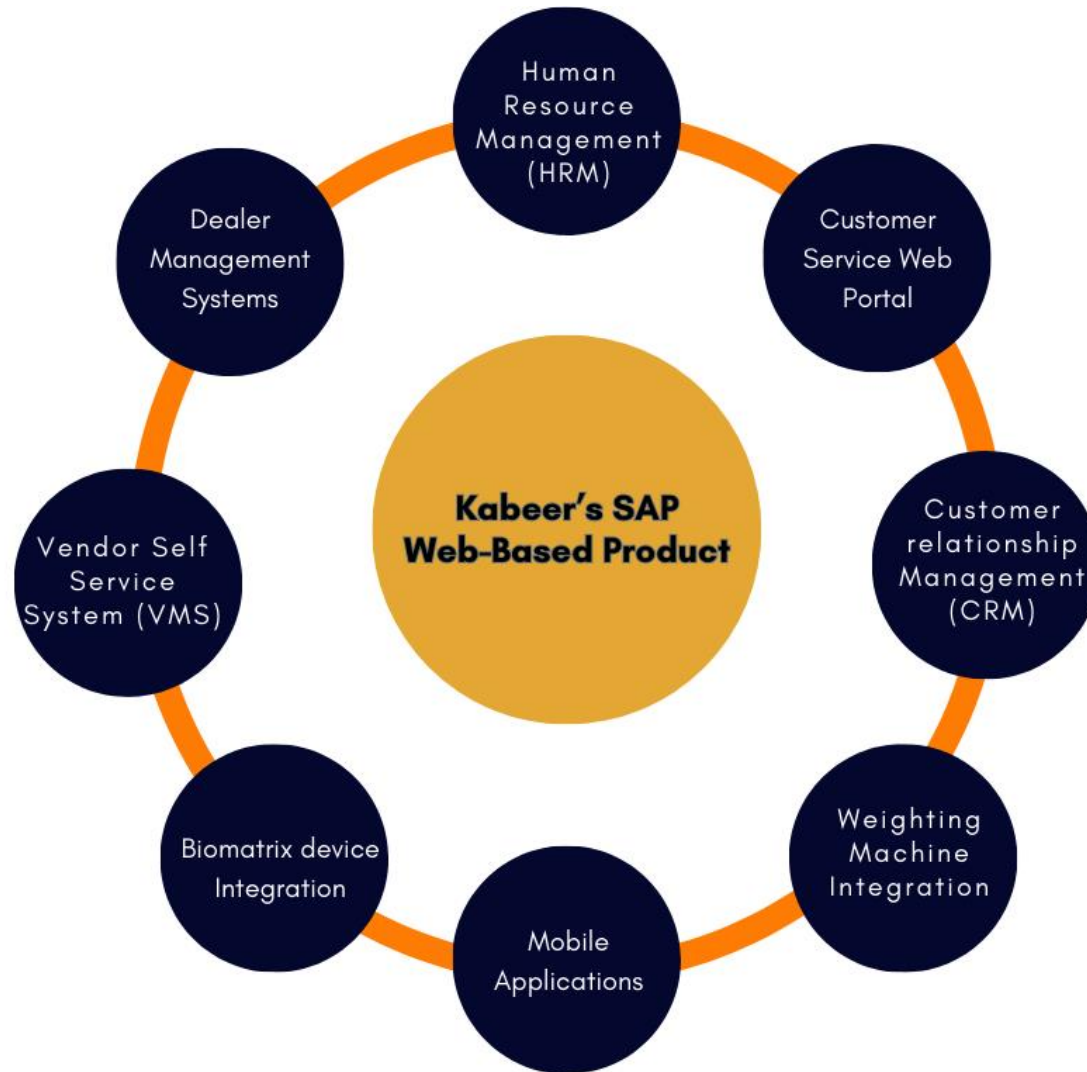 Human
Resource
Management
(HRM)
Dealer
Management
Systems
Customer
Service Web
Portal
Kabeer’s SAP
Web-Based Product
Vendor Self
Service
System (VMS)
Customer
relationship
Management
(CRM)
Biomatrix device
Integration
Weighting
Machine
Integration
Mobile
Applications